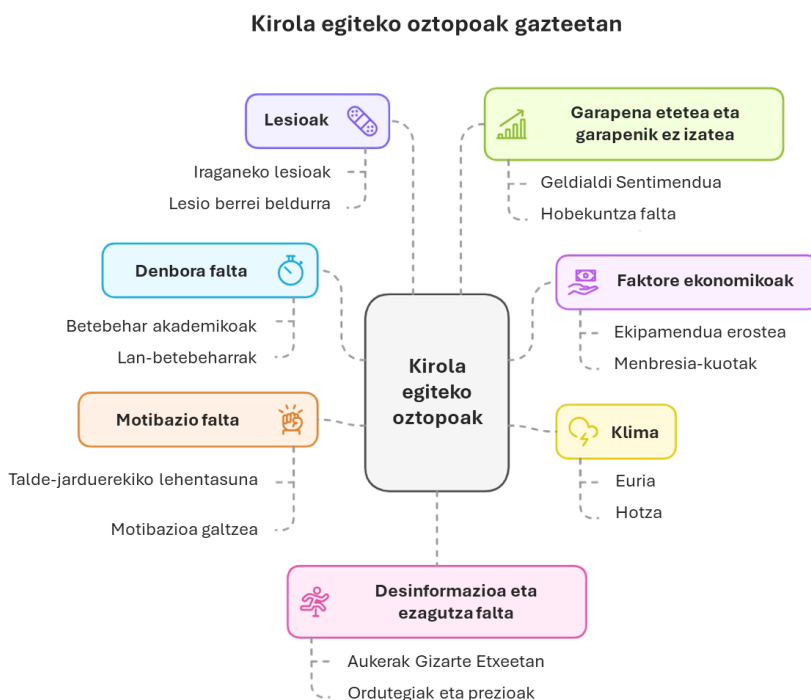 Kirola egiteko oztopoak gazteetan
Lesioak
Iraganeko lesioak
Lesio berrei beldurra
Garapena etetea eta
garapenik ez izatea
Geldialdi Sentimendua
Hobekuntza falta
Denbora falta
Betebehar akademikoak
Lan-betebeharrak
Faktore ekonomikoak
Ekipamendua erostea
Menbresia-kuotak
Kirola
egiteko
oztopoak
Motibazio falta
Talde-jarduerekiko lehentasuna
Motibazioa galtzea
Klima
Euria
Hotza
Desinformazioa eta
ezagutza falta
Aukerak Gizarte Etxeetan
Ordutegiak eta prezioak